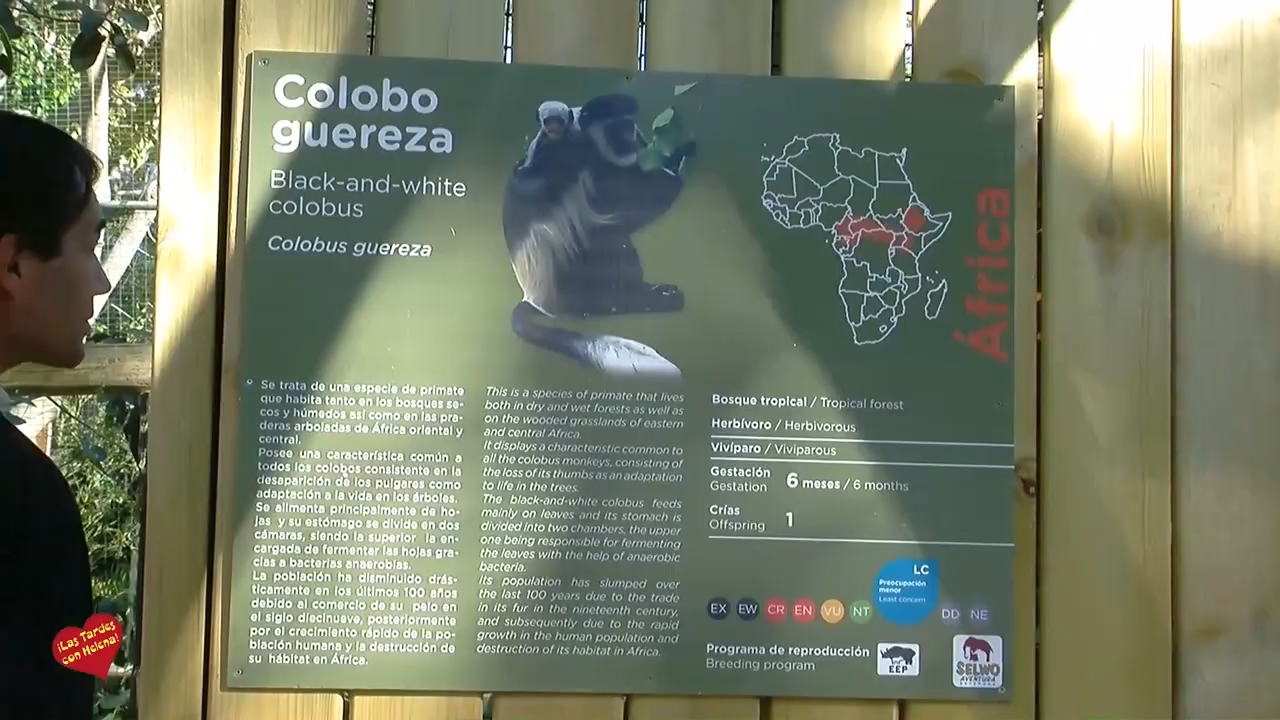 Colobo
guereza
Black-and-white
colobus
Colobus guereza
África
Se trata de una especie de primate
que habita tanto en los bosques se-
cos y húmedos así como en las pra-
deras arboladas de África oriental y
central.
Posee una característica común a
todos los colobos consistente en la
desaparición de los pulgares como
adaptación a la vida en los árboles.
Se alimenta principalmente de ho-
jas y su estómago se divide en dos
cámaras, siendo la superior la en-
cargada de fermentar las hojas gra-
cias a bacterias anaerobias.
La población ha disminuido drás-
ticamente en los últimos 100 años
debido al comercio de su pelo en
el siglo diecinueve, posteriormente
por el crecimiento rápido de la po-
blación humana y la destrucción de
su hábitat en África.
This is a species of primate that lives
both in dry and wet forests as well as
on the wooded grasslands of eastern
and central Africa.
It displays a characteristic common to
all the colobus monkeys, consisting of
the loss of its thumbs as an adaptation
to life in the trees.
The black-and-white colobus feeds
mainly on leaves and its stomach is
divided into two chambers, the upper
one being responsible for fermenting
the leaves with the help of anaerobic
bacteria.
Its population has slumped over
the last 100 years due to the trade
in its fur in the nineteenth century,
and subsequently due to the rapid
growth in the human population and
destruction of its habitat in Africa.
Bosque tropical / Tropical forest
Herbívoro / Herbivorous
Vivíparo / Viviparous
Gestación
Gestation
6 meses / 6 months
Crías
Offspring
1
LC
Preocupación
menor
Least concern
EX EW CR EN VU NT DD NE
Programa de reproducción
Breeding program
EEP
SELWO
AVENTURA
¡Las Tardes
con Helena!